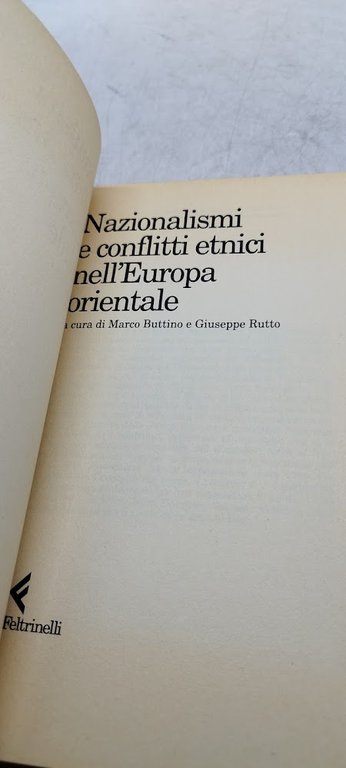 Nazionalismi
e conflitti etnici
nell'Europa
orientale
a cura di Marco Buttino e Giuseppe Rutto
Feltrinelli